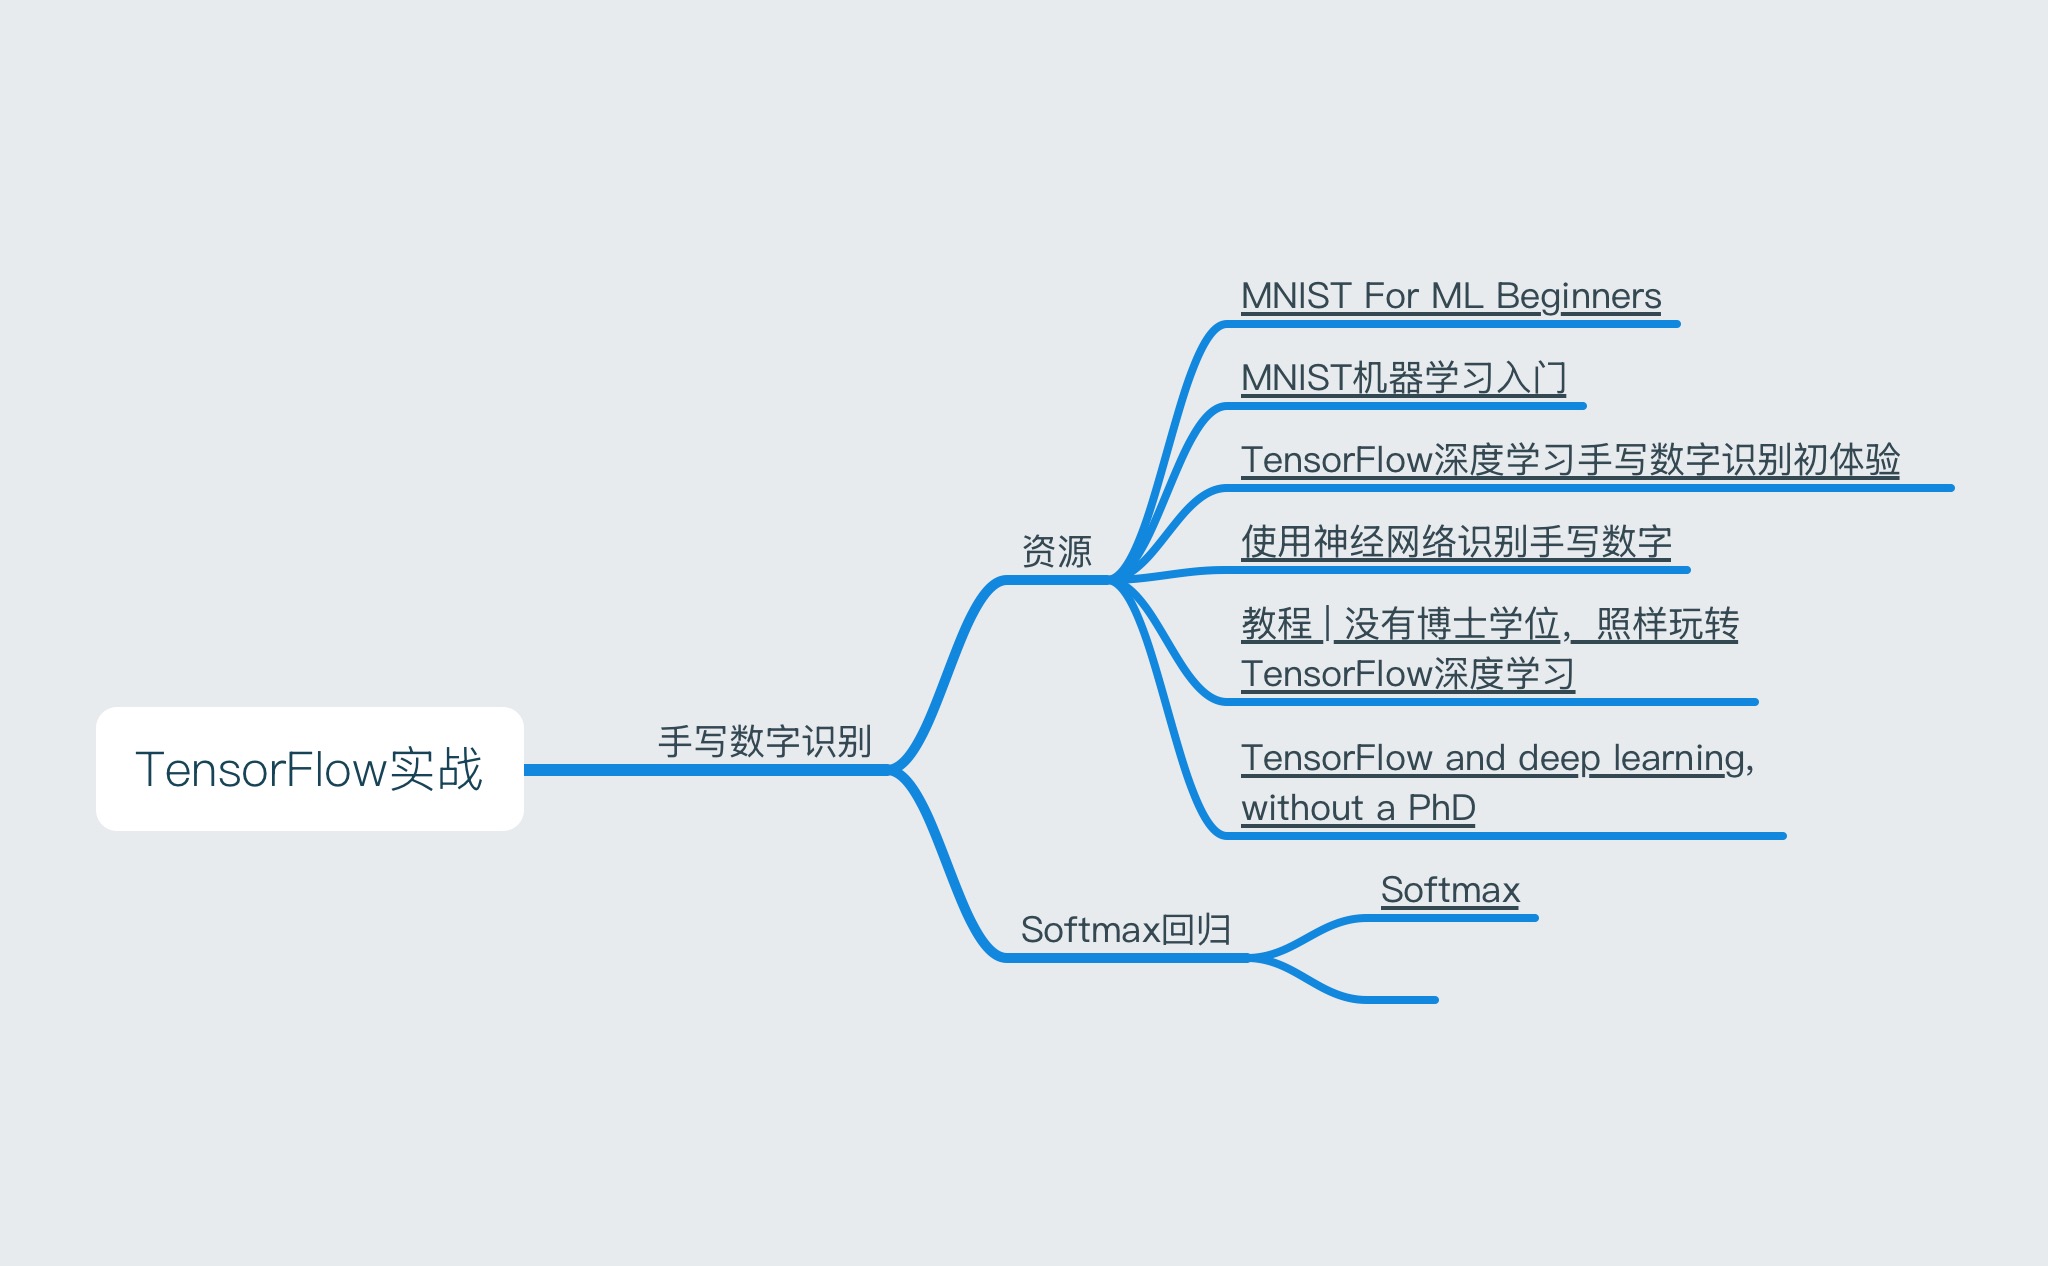 TensorFlow实战
手写数字识别
资源
MNIST For ML Beginners
MNIST机器学习入门
TensorFlow深度学习手写数字识别初体验
使用神经网络识别手写数字
教程 | 没有博士学位，照样玩转
TensorFlow深度学习
TensorFlow and deep learning,
without a PhD
Softmax回归
Softmax